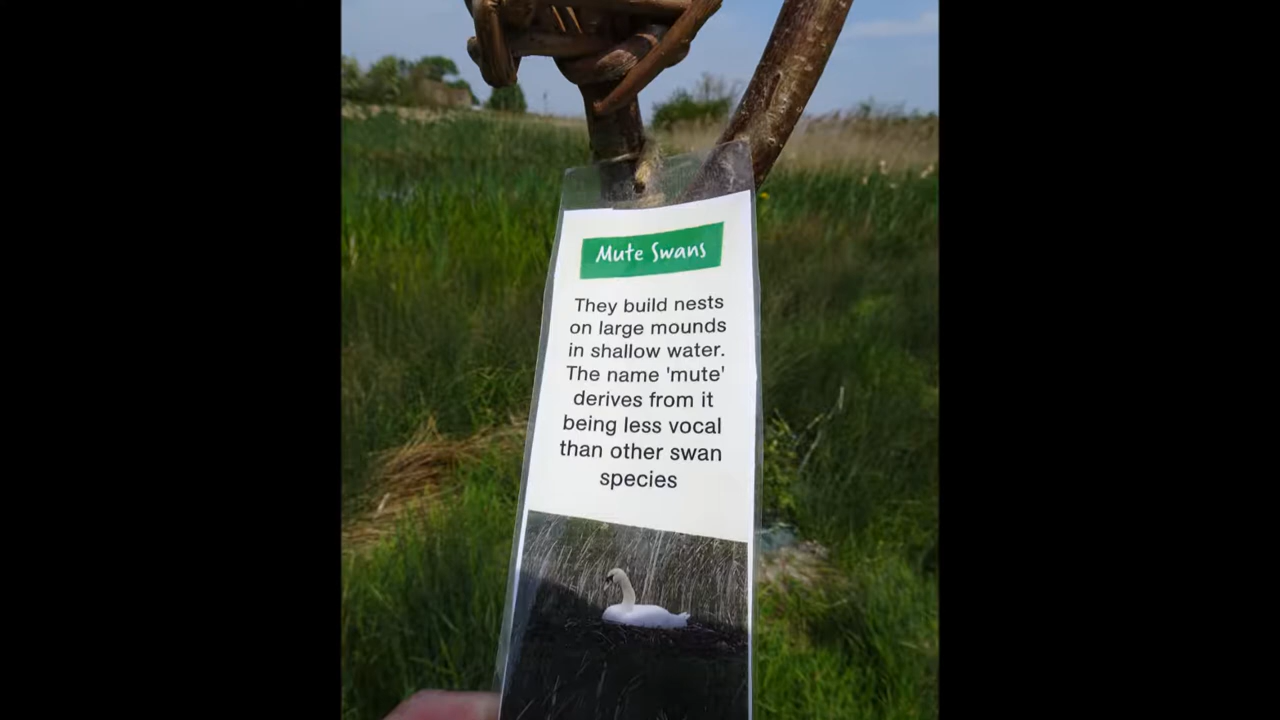 Mute Swans
They build nests
on large mounds
in shallow water.
The name 'mute'
derives from it
being less vocal
than other swan
species